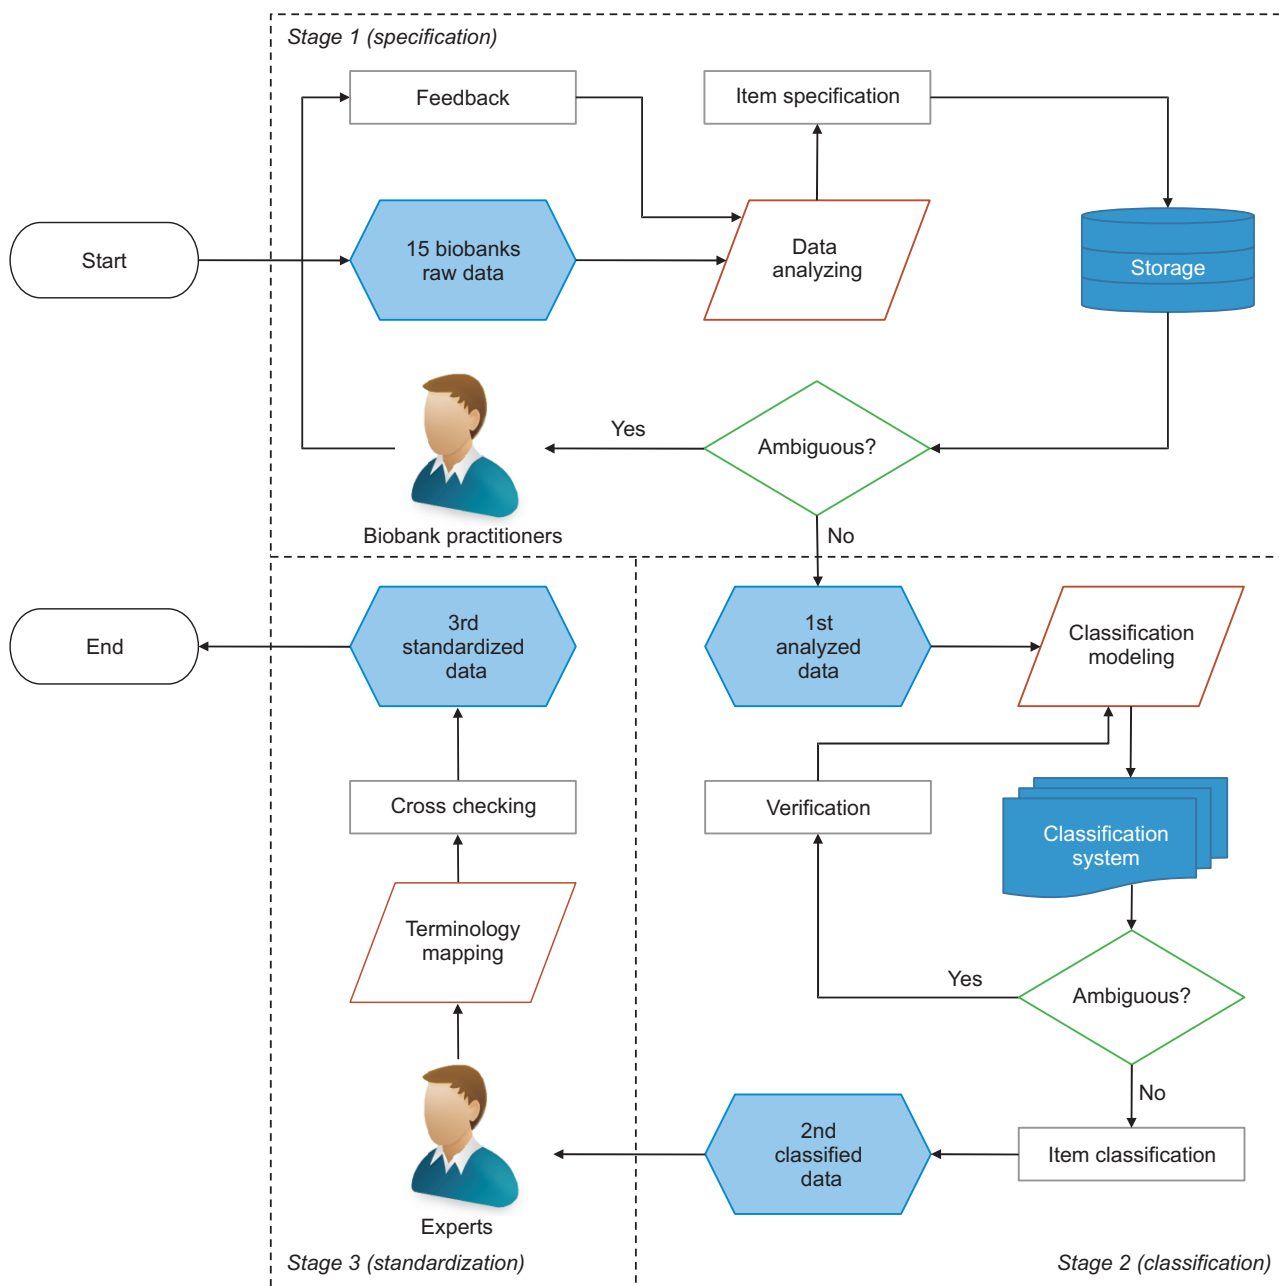 Stage 1 (specification)
Feedback
Item specification
Start
15 biobanks
raw data
Data
analyzing
Storage
Yes
Ambiguous?
Biobank practitioners
No
End
3rd
standardized
data
1st
analyzed
data
Classification
modeling
Cross checking
Verification
Classification
system
Terminology
mapping
Yes
Ambiguous?
No
2nd
classified
data
Item classification
Experts
Stage 3 (standardization)
Stage 2 (classification)